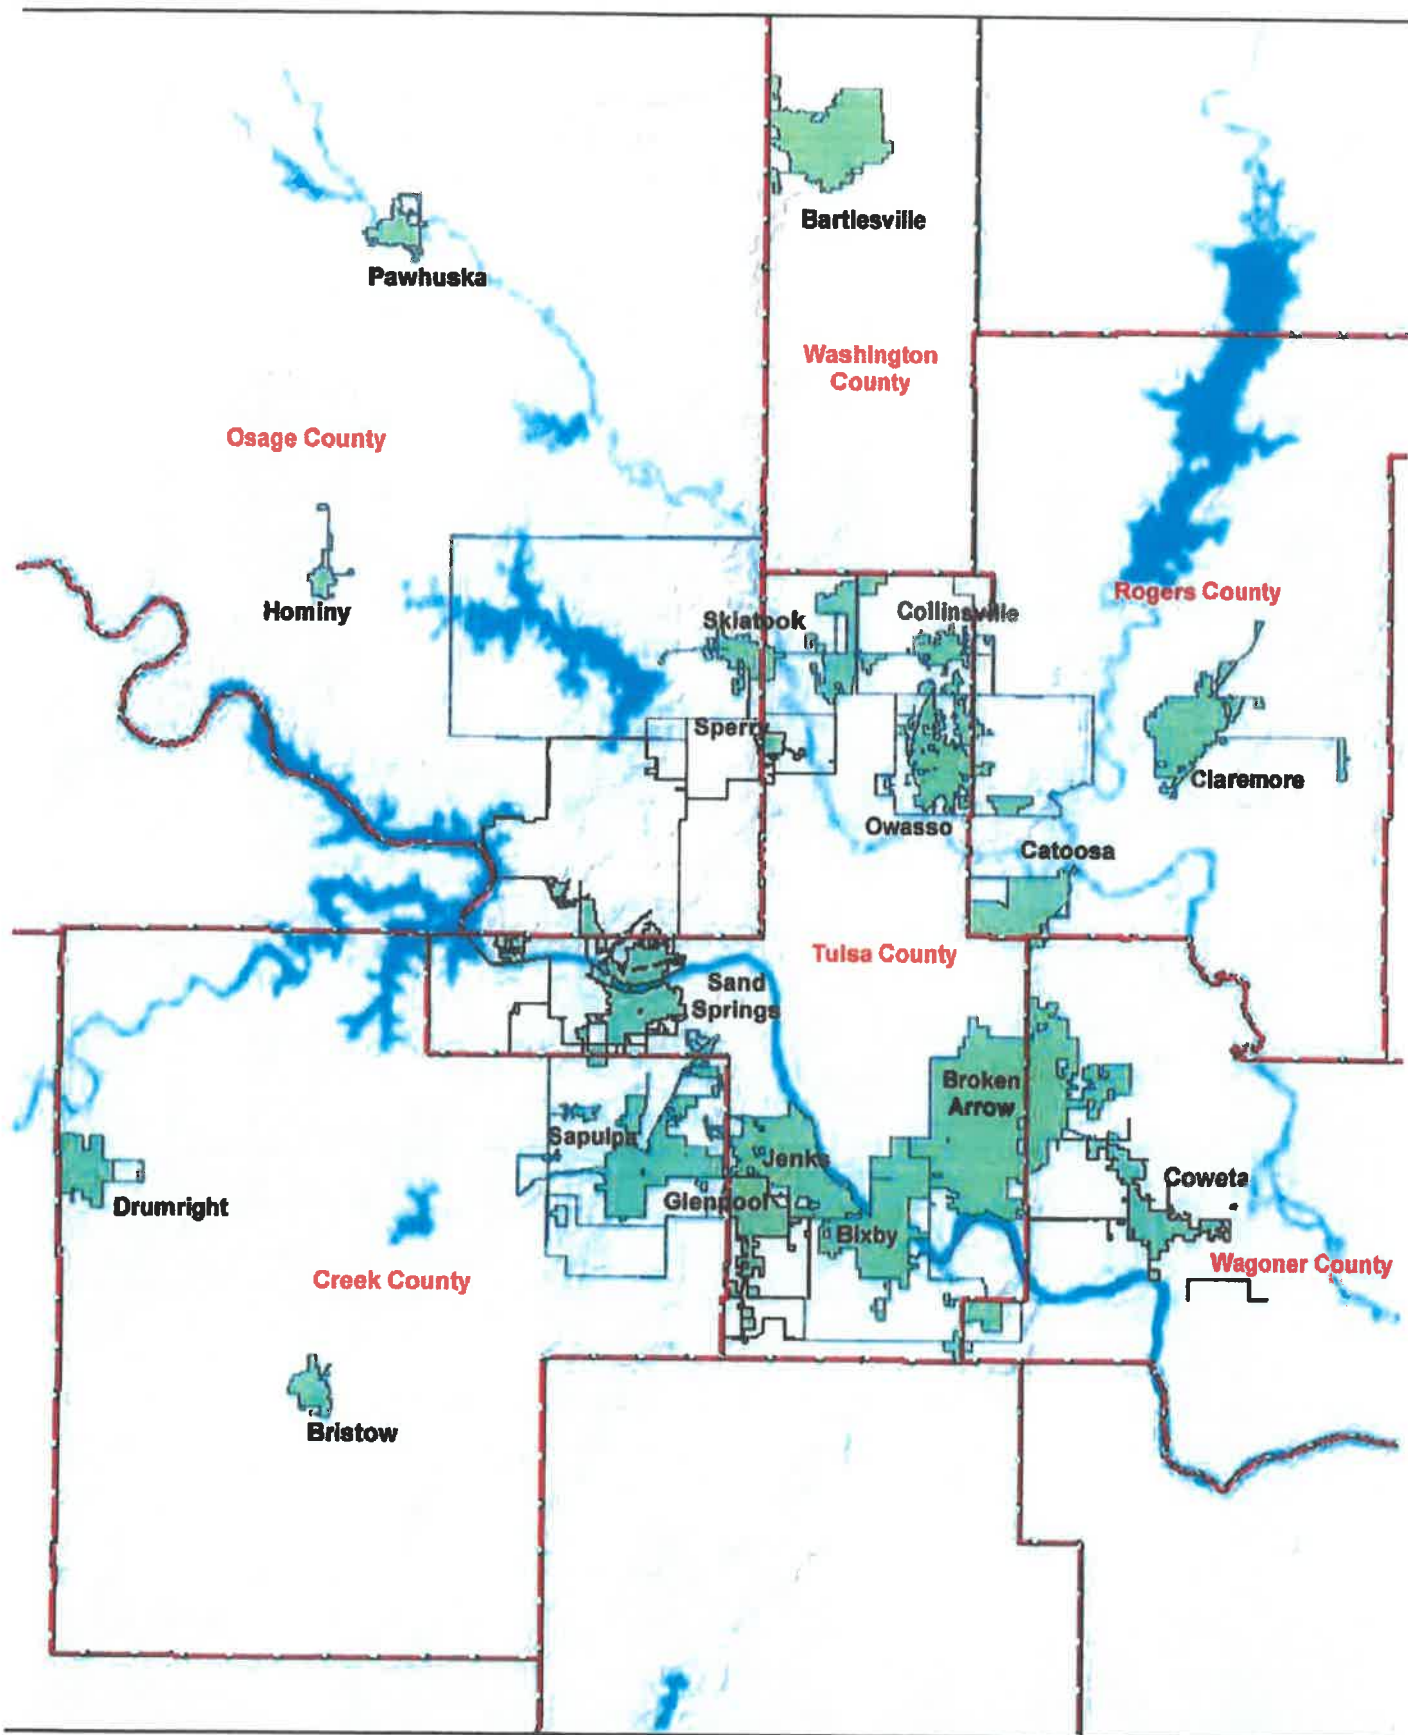 Bartlesville
Pawhuska
Washington
County
Osage County
Rogers County
Hominy
Skiatook
Collinsville
Sperry
Claremore
Owasso
Catoosa
Tulsa County
Sand
Springs
Broken
Arrow
Sapulpa
Jenks
Coweta
Drumright
Glenpool
Bixby
Creek County
Wagoner County
Bristow